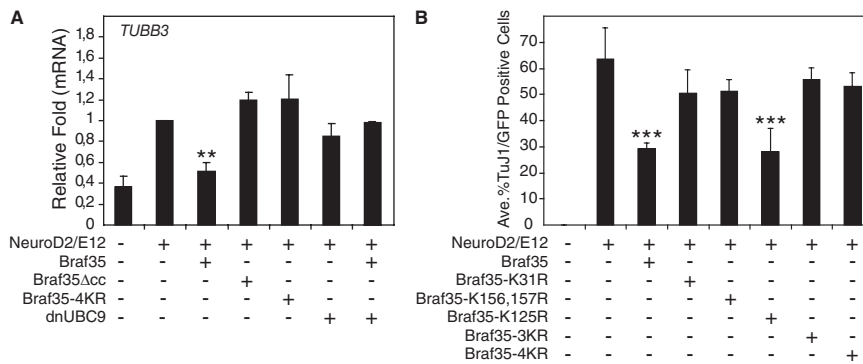 A
TUBB3
Relative Fold (mRNA)
1,8
1,6
1,4
1,2
1
0,8
0,6
0,4
0,2
0
**
NeuroD2/E12 - + + + + + +
Braf35 - - + - - - +
Braf35Δcc - - - + - - -
Braf35-4KR - - - - + - -
dnUBC9 - - - - - + +
B
Ave.%TuJ1/GFP Positive Cells
70
60
50
40
30
20
10
0
***
***
NeuroD2/E12 - + + + + + + +
Braf35 - - + - - - - -
Braf35-K31R - - - + - - - -
Braf35-K156,157R - - - - + - - -
Braf35-K125R - - - - - + - -
Braf35-3KR - - - - - - + -
Braf35-4KR - - - - - - - +